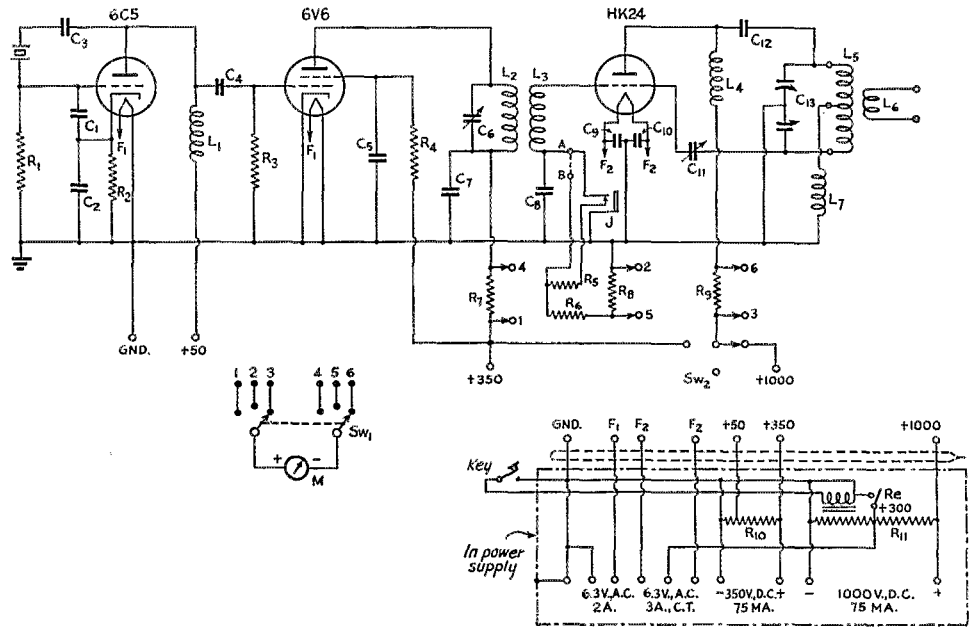 6C5
6V6
HK24
C3
C4
C12
C1
C2
R1
F1
R2
L1
R3
F1
C5
R4
C6
C7
L2
L3
C8
A
B
C9
C10
F2
F2
J
C11
L4
C13
L5
L6
L7
R7
4
1
R5
R6
R8
2
5
R9
6
3
GND.
+50
+350
Sw2
+1000
1 2 3 4 5 6
Sw1
+ M -
GND. F1 F2 F2 +50 +350 +1000
Key
Re
+300
R10
R11
In power
supply
6.3V., A.C. 6.3V., A.C. -350V., D.C.+ - 1000 V., D.C. +
2A. 3A., C.T. 75 MA. 75 MA.